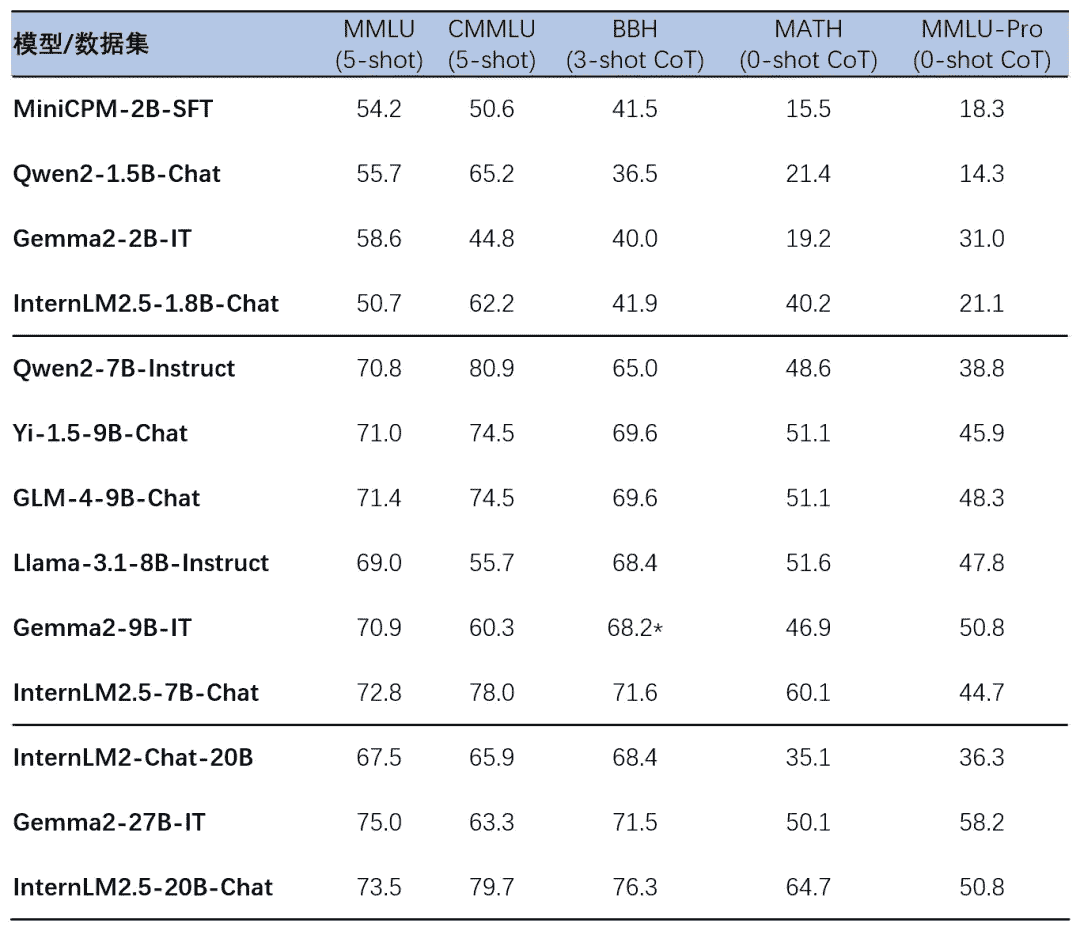 模型/数据集 MMLU (5-shot) CMMLU (5-shot) BBH (3-shot CoT) MATH (0-shot CoT) MMLU-Pro (0-shot CoT)
MiniCPM-2B-SFT 54.2 50.6 41.5 15.5 18.3
Qwen2-1.5B-Chat 55.7 65.2 36.5 21.4 14.3
Gemma2-2B-IT 58.6 44.8 40.0 19.2 31.0
InternLM2.5-1.8B-Chat 50.7 62.2 41.9 40.2 21.1
Qwen2-7B-Instruct 70.8 80.9 65.0 48.6 38.8
Yi-1.5-9B-Chat 71.0 74.5 69.6 51.1 45.9
GLM-4-9B-Chat 71.4 74.5 69.6 51.1 48.3
Llama-3.1-8B-Instruct 69.0 55.7 68.4 51.6 47.8
Gemma2-9B-IT 70.9 60.3 68.2* 46.9 50.8
InternLM2.5-7B-Chat 72.8 78.0 71.6 60.1 44.7
InternLM2-Chat-20B 67.5 65.9 68.4 35.1 36.3
Gemma2-27B-IT 75.0 63.3 71.5 50.1 58.2
InternLM2.5-20B-Chat 73.5 79.7 76.3 64.7 50.8